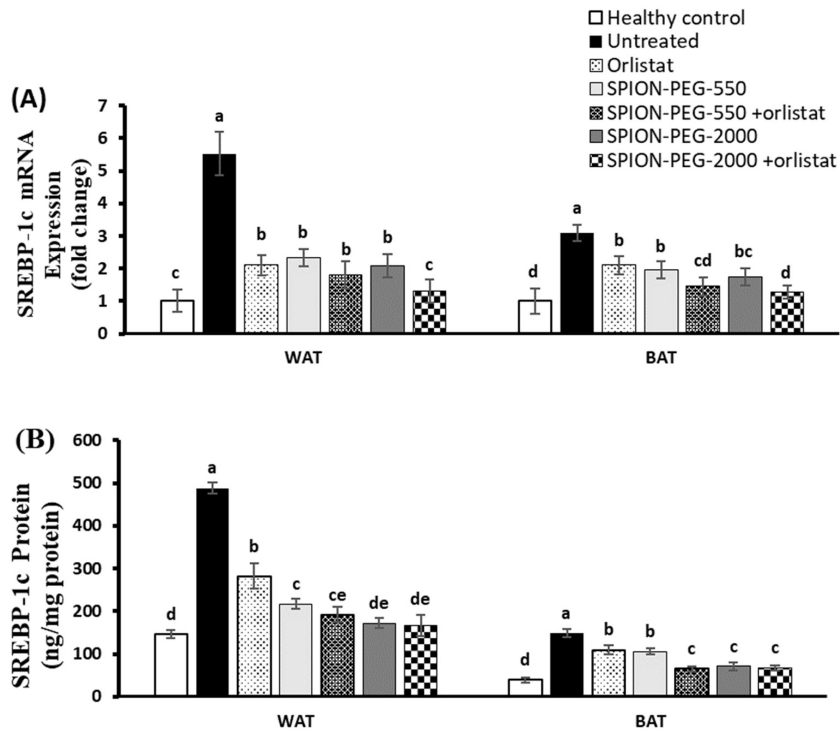 Healthy control
Untreated
Orlistat
SPION-PEG-550
SPION-PEG-550 +orlistat
SPION-PEG-2000
SPION-PEG-2000 +orlistat
(A)
SREBP-1c mRNA
Expression
(fold change)
7
6
5
4
3
2
1
0
c a b b b b c
d a b b cd bc d
WAT BAT
(B)
SREBP-1c Protein
(ng/mg protein)
600
500
400
300
200
100
0
d a b c ce de de
d a b b c c c
WAT BAT